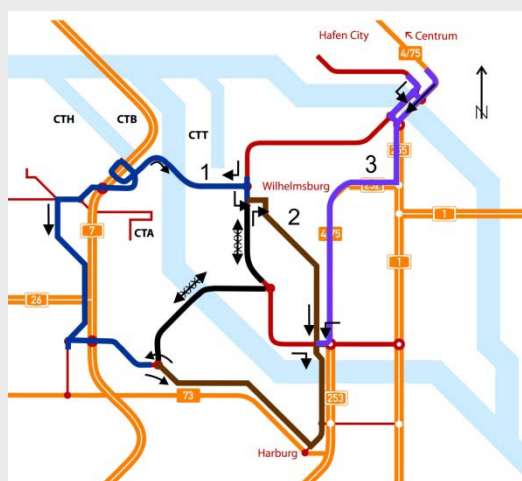 Hafen City
Centrum
4/75
CTH
CTB
CTT
1
3
N
Wilhelmsburg
2
CTA
7
4/75
1
26
1
73
253
Harburg